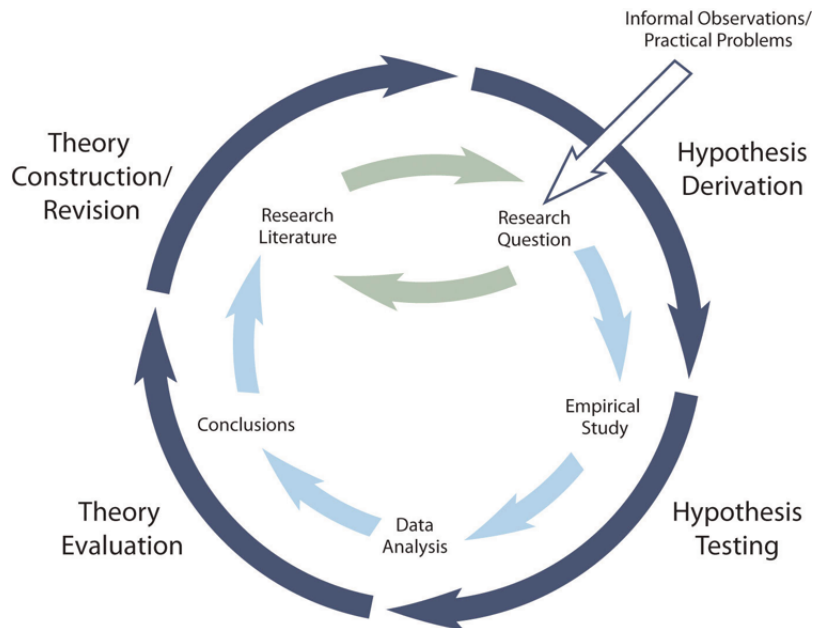 Informal Observations/
Practical Problems
Theory
Construction/
Revision
Hypothesis
Derivation
Research
Literature
Research
Question
Conclusions
Empirical
Study
Theory
Evaluation
Data
Analysis
Hypothesis
Testing